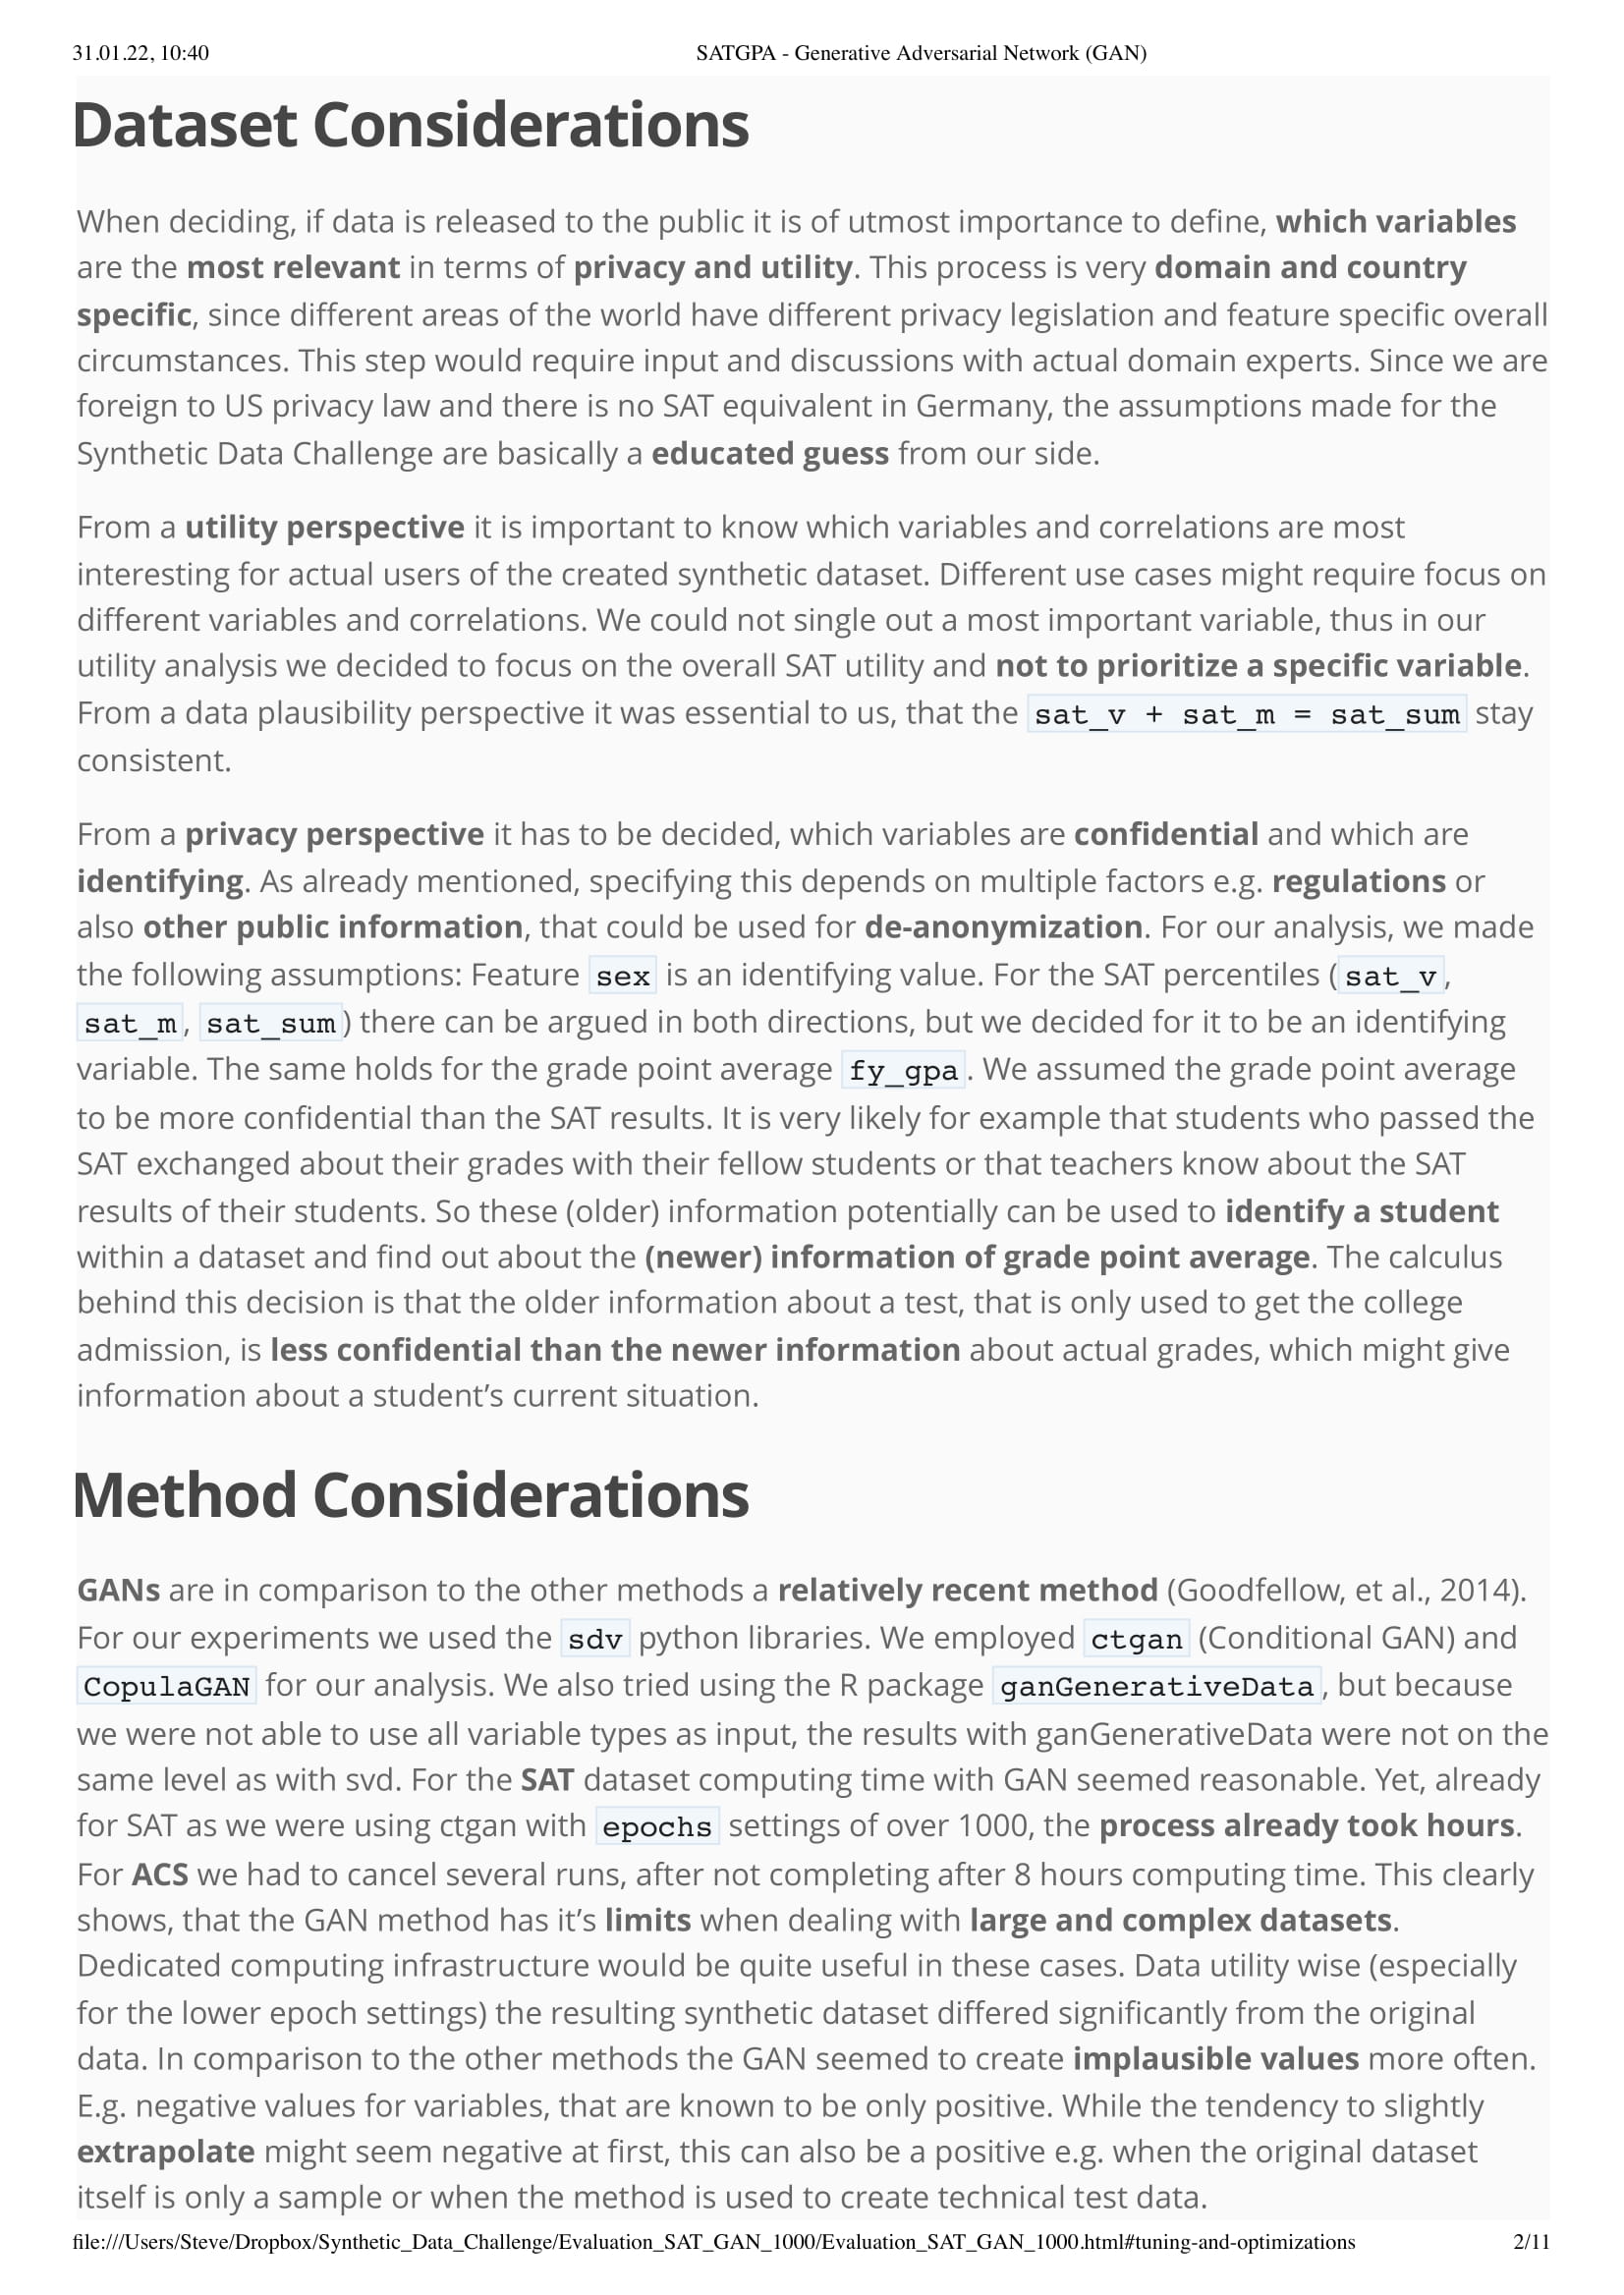 31.01.22, 10:40 SATGPA - Generative Adversarial Network (GAN)
Dataset Considerations
When deciding, if data is released to the public it is of utmost importance to define, which variables
are the most relevant in terms of privacy and utility. This process is very domain and country
specific, since different areas of the world have different privacy legislation and feature specific overall
circumstances. This step would require input and discussions with actual domain experts. Since we are
foreign to US privacy law and there is no SAT equivalent in Germany, the assumptions made for the
Synthetic Data Challenge are basically a educated guess from our side.
From a utility perspective it is important to know which variables and correlations are most
interesting for actual users of the created synthetic dataset. Different use cases might require focus on
different variables and correlations. We could not single out a most important variable, thus in our
utility analysis we decided to focus on the overall SAT utility and not to prioritize a specific variable.
From a data plausibility perspective it was essential to us, that the sat_v + sat_m = sat_sum stay
consistent.
From a privacy perspective it has to be decided, which variables are confidential and which are
identifying. As already mentioned, specifying this depends on multiple factors e.g. regulations or
also other public information, that could be used for de-anonymization. For our analysis, we made
the following assumptions: Feature sex is an identifying value. For the SAT percentiles (sat_v,
sat_m, sat_sum) there can be argued in both directions, but we decided for it to be an identifying
variable. The same holds for the grade point average fy_gpa. We assumed the grade point average
to be more confidential than the SAT results. It is very likely for example that students who passed the
SAT exchanged about their grades with their fellow students or that teachers know about the SAT
results of their students. So these (older) information potentially can be used to identify a student
within a dataset and find out about the (newer) information of grade point average. The calculus
behind this decision is that the older information about a test, that is only used to get the college
admission, is less confidential than the newer information about actual grades, which might give
information about a student’s current situation.
Method Considerations
GANs are in comparison to the other methods a relatively recent method (Goodfellow, et al., 2014).
For our experiments we used the sdv python libraries. We employed ctgan (Conditional GAN) and
CopulaGAN for our analysis. We also tried using the R package ganGenerativeData, but because
we were not able to use all variable types as input, the results with ganGenerativeData were not on the
same level as with svd. For the SAT dataset computing time with GAN seemed reasonable. Yet, already
for SAT as we were using ctgan with epochs settings of over 1000, the process already took hours.
For ACS we had to cancel several runs, after not completing after 8 hours computing time. This clearly
shows, that the GAN method has it’s limits when dealing with large and complex datasets.
Dedicated computing infrastructure would be quite useful in these cases. Data utility wise (especially
for the lower epoch settings) the resulting synthetic dataset differed significantly from the original
data. In comparison to the other methods the GAN seemed to create implausible values more often.
E.g. negative values for variables, that are known to be only positive. While the tendency to slightly
extrapolate might seem negative at first, this can also be a positive e.g. when the original dataset
itself is only a sample or when the method is used to create technical test data.
file:///Users/Steve/Dropbox/Synthetic_Data_Challenge/Evaluation_SAT_GAN_1000/Evaluation_SAT_GAN_1000.html#tuning-and-optimizations 2/11